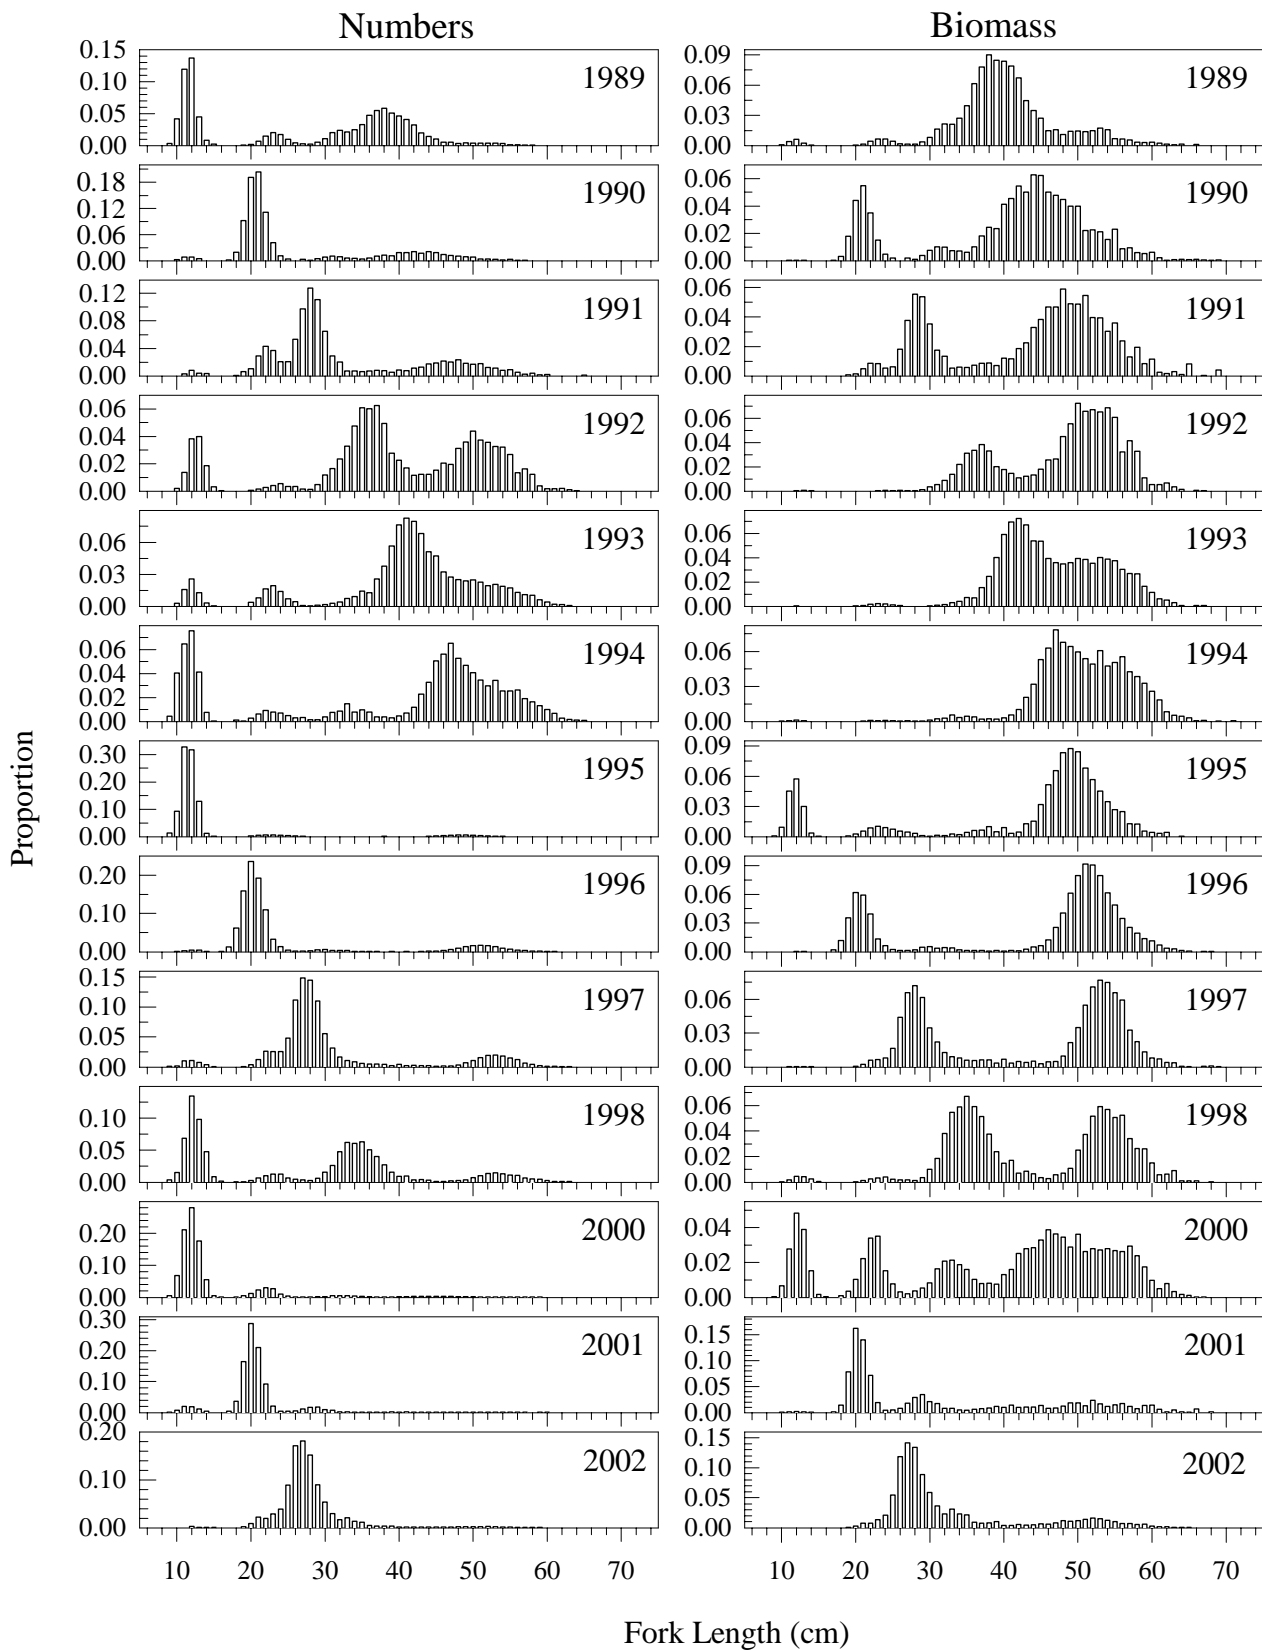 Numbers Biomass
0.15 0.10 0.05 0.00 1989 0.09 0.06 0.03 0.00 1989
0.18 0.12 0.06 0.00 1990 0.06 0.04 0.02 0.00 1990
0.12 0.08 0.04 0.00 1991 0.06 0.04 0.02 0.00 1991
0.06 0.04 0.02 0.00 1992 0.06 0.04 0.02 0.00 1992
0.06 0.03 0.00 1993 0.06 0.04 0.02 0.00 1993
0.06 0.04 0.02 0.00 1994 0.06 0.03 0.00 1994
0.30 0.20 0.10 0.00 1995 0.09 0.06 0.03 0.00 1995
0.20 0.10 0.00 1996 0.09 0.06 0.03 0.00 1996
0.15 0.10 0.05 0.00 1997 0.06 0.03 0.00 1997
0.10 0.05 0.00 1998 0.06 0.04 0.02 0.00 1998
0.20 0.10 0.00 2000 0.04 0.02 0.00 2000
0.30 0.20 0.10 0.00 2001 0.15 0.10 0.05 0.00 2001
0.20 0.10 0.00 2002 0.15 0.10 0.05 0.00 2002
10 20 30 40 50 60 70 10 20 30 40 50 60 70
Proportion
Fork Length (cm)